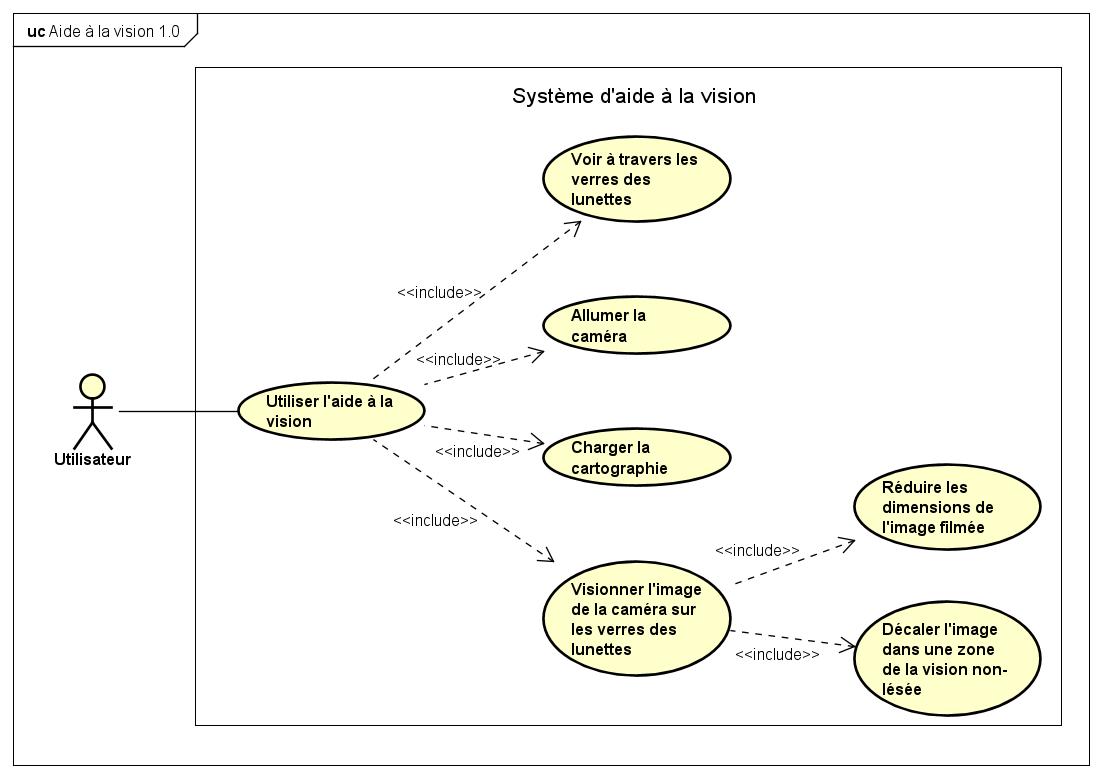 uc Aide à la vision 1.0
Système d'aide à la vision
Voir à travers les
verres des
lunettes
<<include>>
Allumer la
caméra
<<include>>
Utiliser l'aide à la
vision
Utilisateur
Charger la
cartographie
<<include>>
Réduire les
dimensions de
l'image filmée
<<include>>
<<include>>
Visionner l'image
de la caméra sur
les verres des
lunettes
Décaler l'image
dans une zone
de la vision non-
lésée
<<include>>